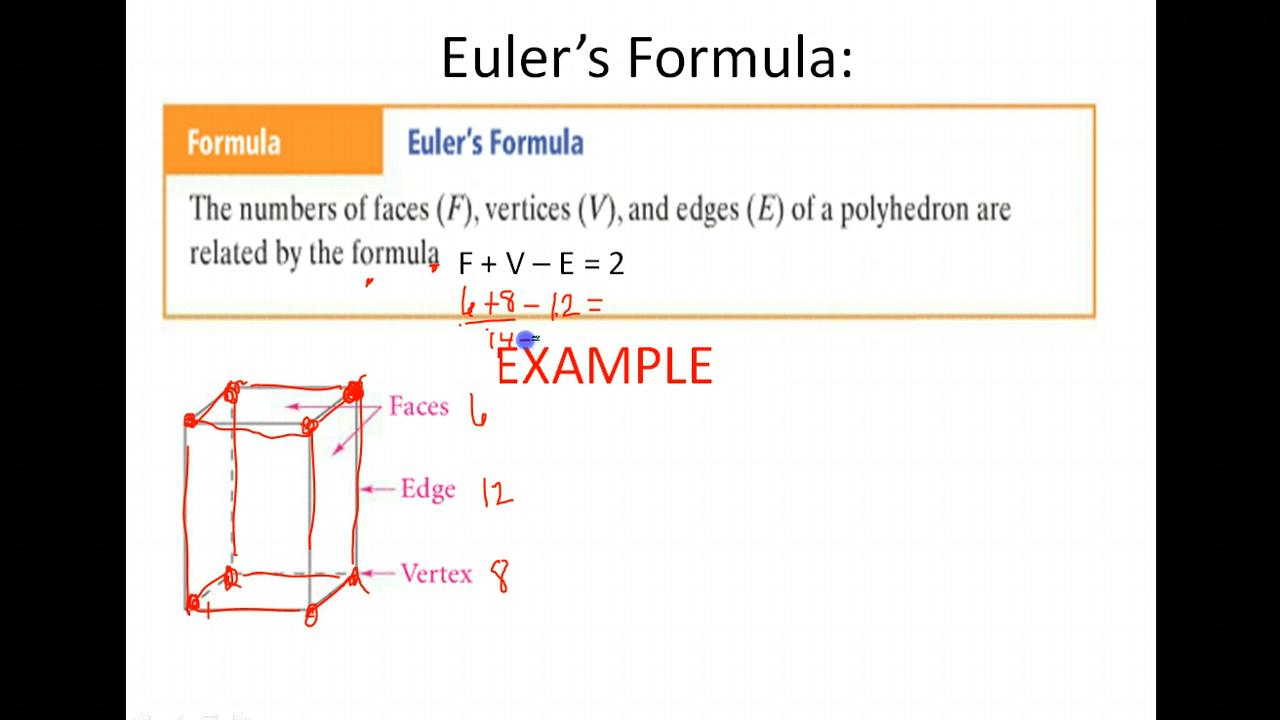 Euler’s Formula:
Formula
Euler's Formula
The numbers of faces (F), vertices (V), and edges (E) of a polyhedron are
related by the formula
F + V – E = 2
6 + 8 – 12 =
14 –
EXAMPLE
Faces 6
Edge 12
Vertex 8